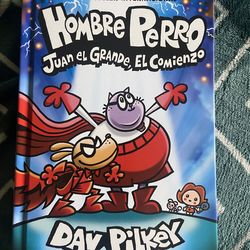 HOMBRE PERRO
JUAN EL GRANDE, EL COMIENZO
DAV PILKEY